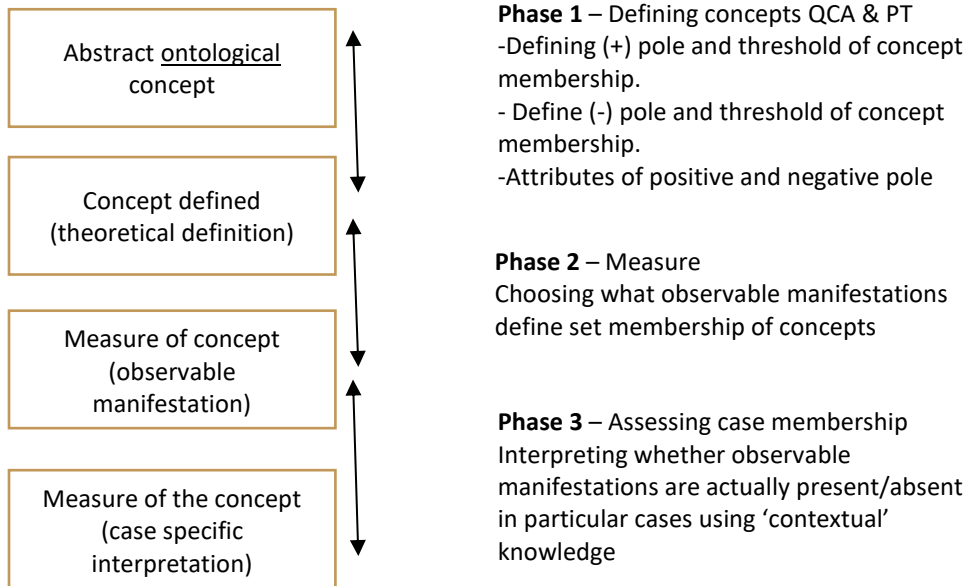 Abstract ontological
concept
Concept defined
(theoretical definition)
Measure of concept
(observable
manifestation)
Measure of the concept
(case specific
interpretation)
Phase 1 – Defining concepts QCA & PT
-Defining (+) pole and threshold of concept
membership.
- Define (-) pole and threshold of concept
membership.
-Attributes of positive and negative pole
Phase 2 – Measure
Choosing what observable manifestations
define set membership of concepts
Phase 3 – Assessing case membership
Interpreting whether observable
manifestations are actually present/absent
in particular cases using ‘contextual’
knowledge